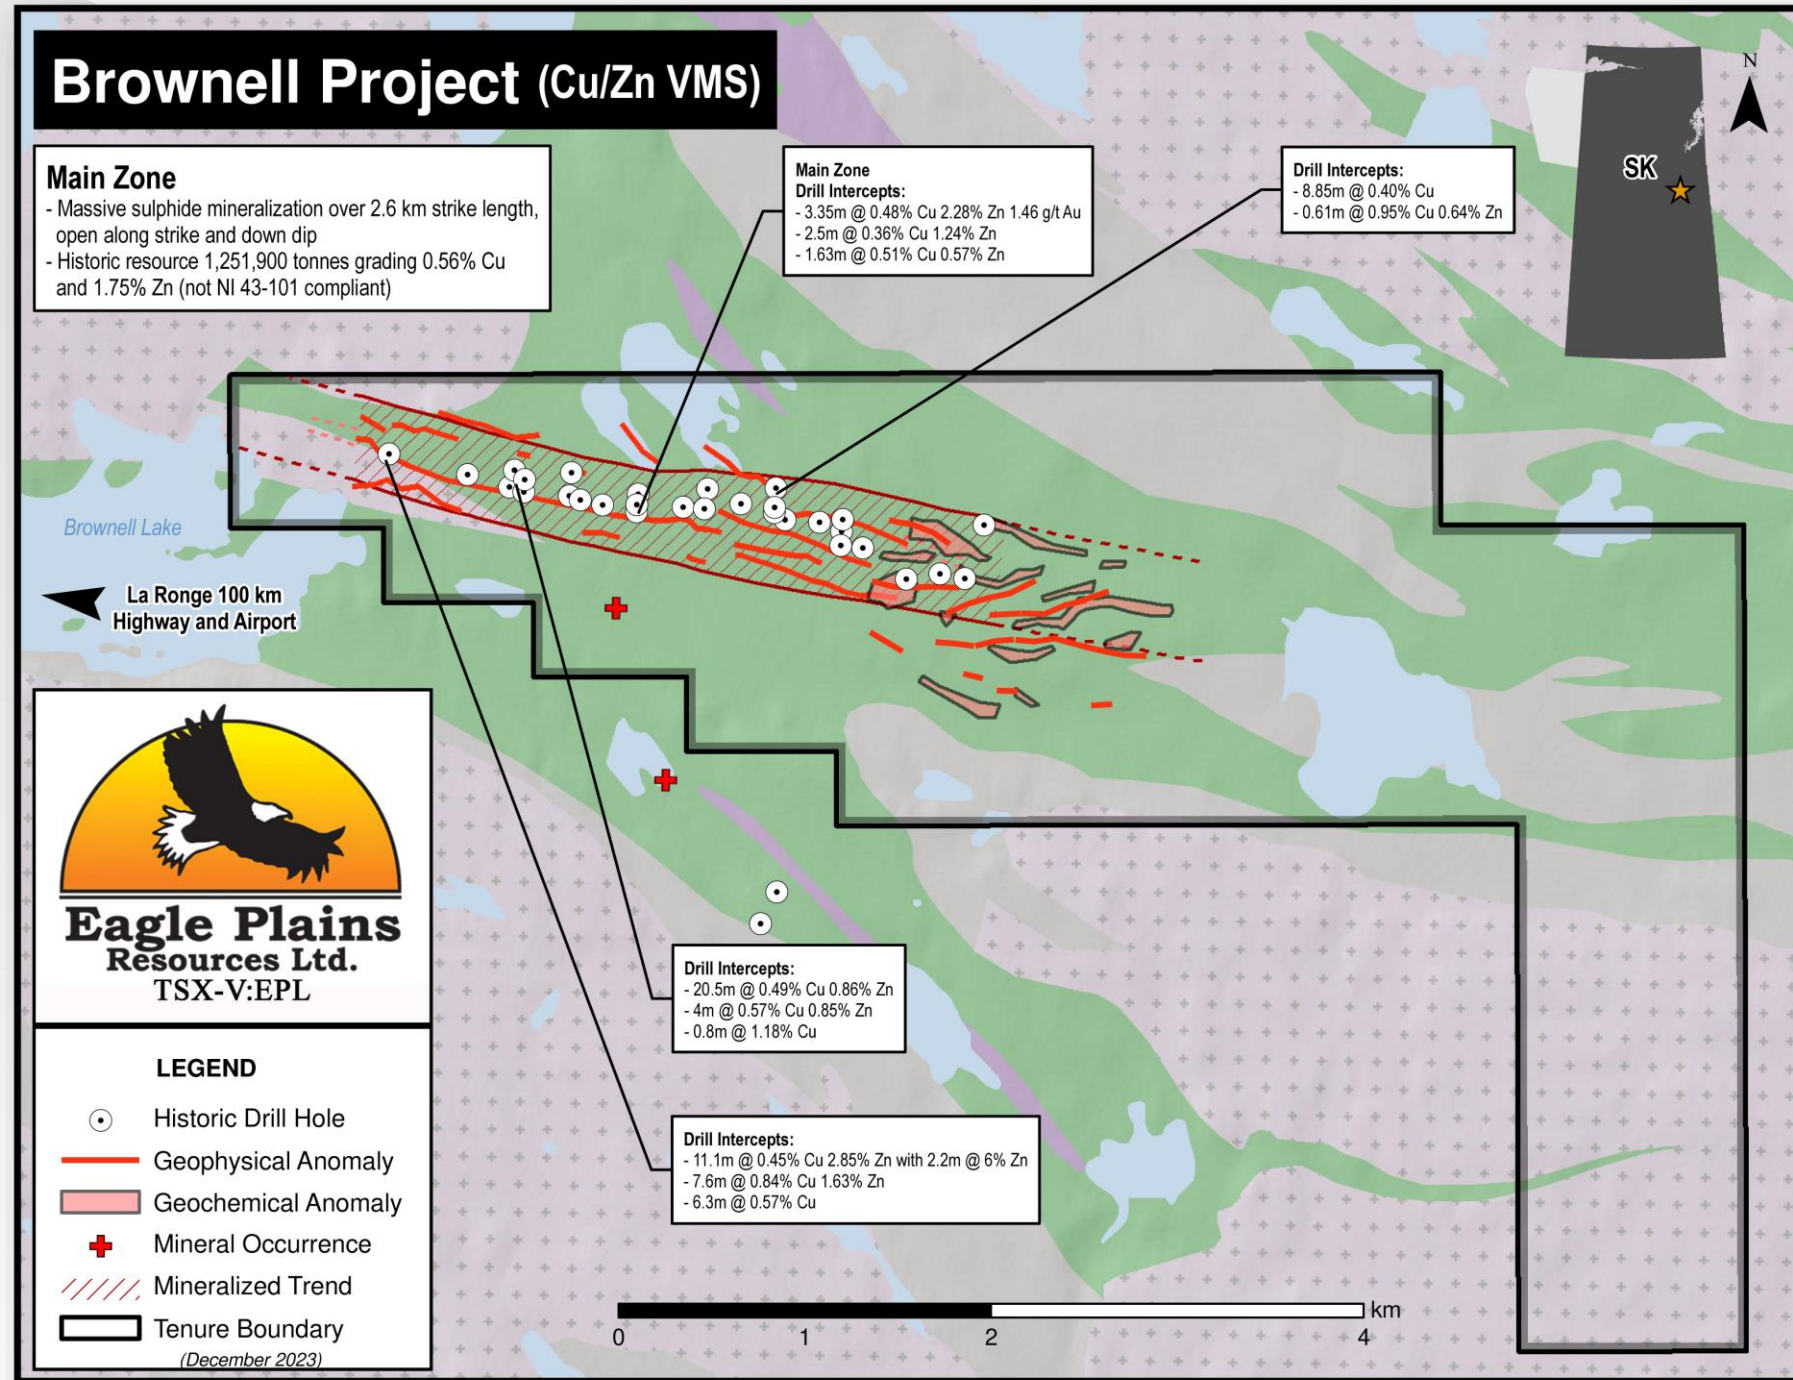 Brownell Project (Cu/Zn VMS)
Main Zone
- Massive sulphide mineralization over 2.6 km strike length,
open along strike and down dip
- Historic resource 1,251,900 tonnes grading 0.56% Cu
and 1.75% Zn (not NI 43-101 compliant)
Main Zone
Drill Intercepts:
- 3.35m @ 0.48% Cu 2.28% Zn 1.46 g/t Au
- 2.5m @ 0.36% Cu 1.24% Zn
- 1.63m @ 0.51% Cu 0.57% Zn
Drill Intercepts:
- 8.85m @ 0.40% Cu
- 0.61m @ 0.95% Cu 0.64% Zn
SK
N
Brownell Lake
La Ronge 100 km
Highway and Airport
Eagle Plains
Resources Ltd.
TSX-V:EPL
Drill Intercepts:
- 20.5m @ 0.49% Cu 0.86% Zn
- 4m @ 0.57% Cu 0.85% Zn
- 0.8m @ 1.18% Cu
Drill Intercepts:
- 11.1m @ 0.45% Cu 2.85% Zn with 2.2m @ 6% Zn
- 7.6m @ 0.84% Cu 1.63% Zn
- 6.3m @ 0.57% Cu
LEGEND
Historic Drill Hole
Geophysical Anomaly
Geochemical Anomaly
Mineral Occurrence
Mineralized Trend
Tenure Boundary
(December 2023)
km
0 1 2 4